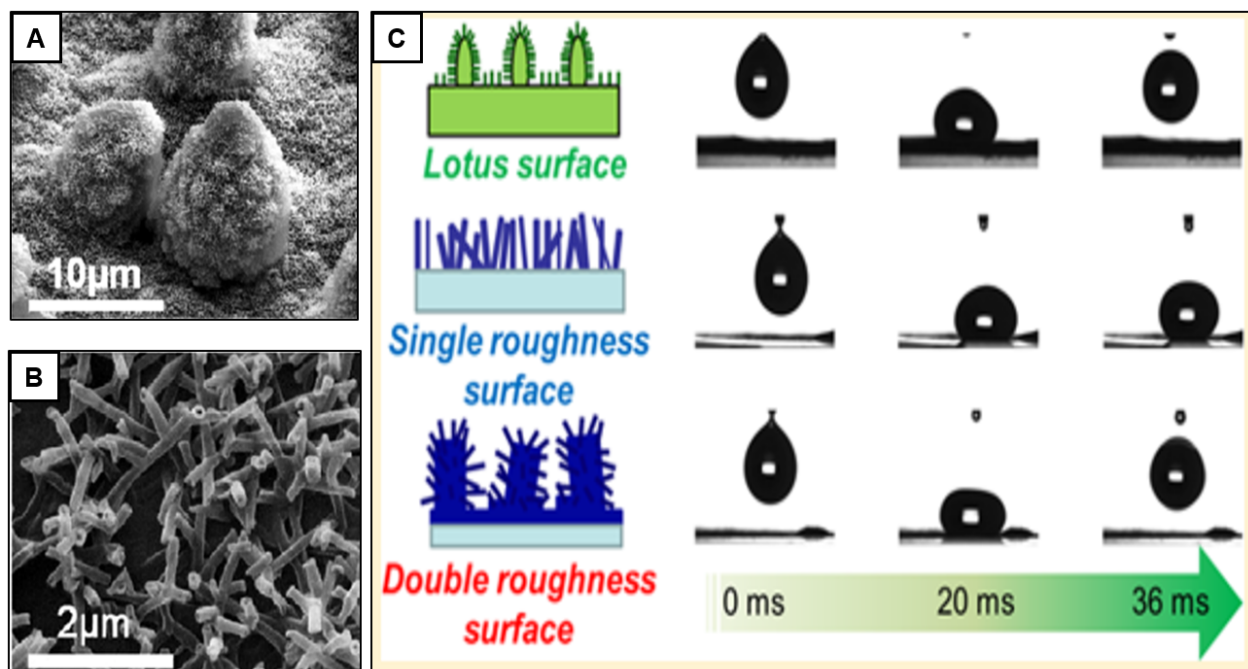 A
10µm
B
2µm
C
Lotus surface
Single roughness
surface
Double roughness
surface
0 ms
20 ms
36 ms